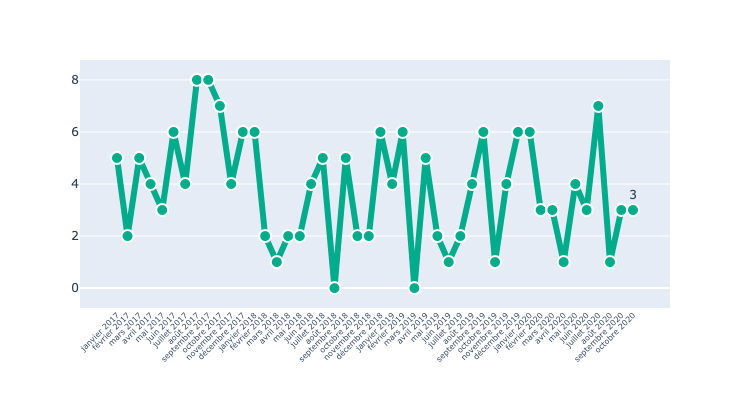 8
6
4
2
0
3
janvier 2017
février 2017
mars 2017
avril 2017
mai 2017
juin 2017
juillet 2017
août 2017
septembre 2017
octobre 2017
novembre 2017
décembre 2017
janvier 2018
février 2018
mars 2018
avril 2018
mai 2018
juin 2018
juillet 2018
août 2018
septembre 2018
octobre 2018
novembre 2018
décembre 2018
janvier 2019
février 2019
mars 2019
avril 2019
mai 2019
juin 2019
juillet 2019
août 2019
septembre 2019
octobre 2019
novembre 2019
décembre 2019
janvier 2020
février 2020
mars 2020
avril 2020
mai 2020
juin 2020
juillet 2020
août 2020
septembre 2020
octobre 2020